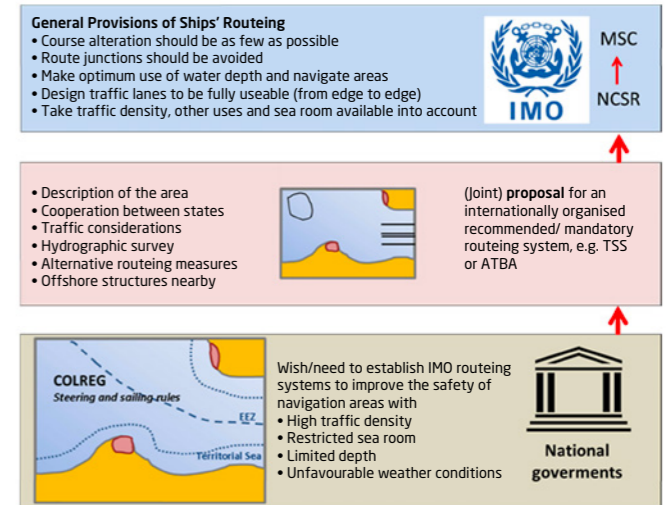 General Provisions of Ships' Routeing
• Course alteration should be as few as possible
• Route junctions should be avoided
• Make optimum use of water depth and navigate areas
• Design traffic lanes to be fully useable (from edge to edge)
• Take traffic density, other uses and sea room available into account
IMO
MSC
NCSR
• Description of the area
• Cooperation between states
• Traffic considerations
• Hydrographic survey
• Alternative routeing measures
• Offshore structures nearby
(Joint) proposal for an
internationally organised
recommended/ mandatory
routeing system, e.g. TSS
or ATBA
COLREG
Steering and sailing rules
EEZ
Territorial Sea
Wish/need to establish IMO routeing
systems to improve the safety of
navigation areas with
• High traffic density
• Restricted sea room
• Limited depth
• Unfavourable weather conditions
National
goverments